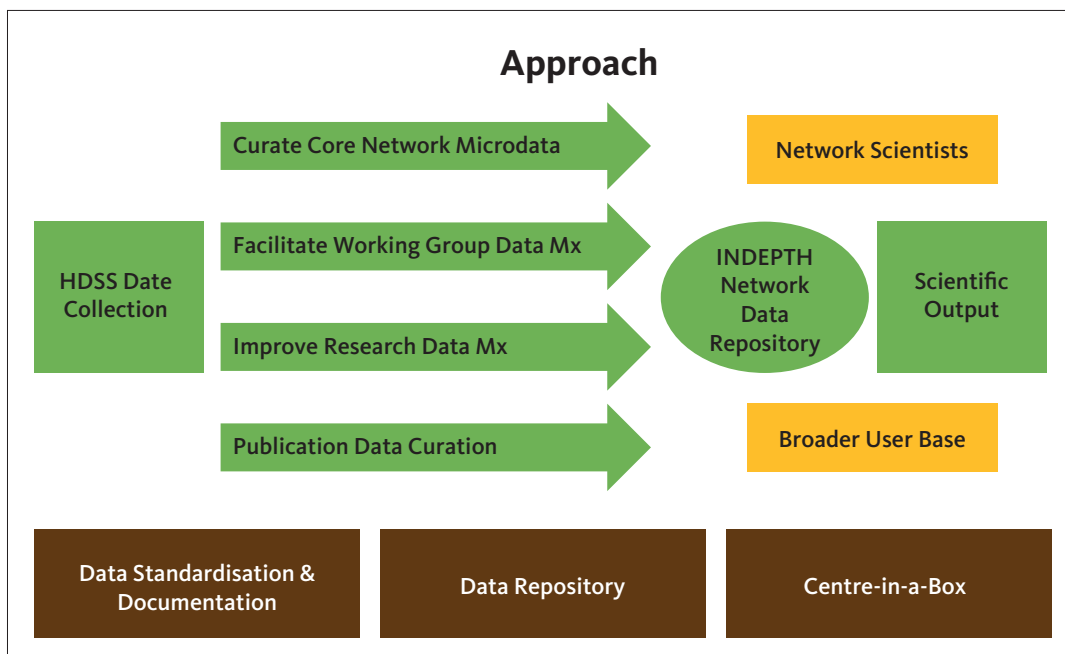 Approach
Curate Core Network Microdata
Network Scientists
Facilitate Working Group Data Mx
HDSS Date
Collection
INDEPTH
Network
Data
Repository
Scientific
Output
Improve Research Data Mx
Publication Data Curation
Broader User Base
Data Standardisation &
Documentation
Data Repository
Centre-in-a-Box